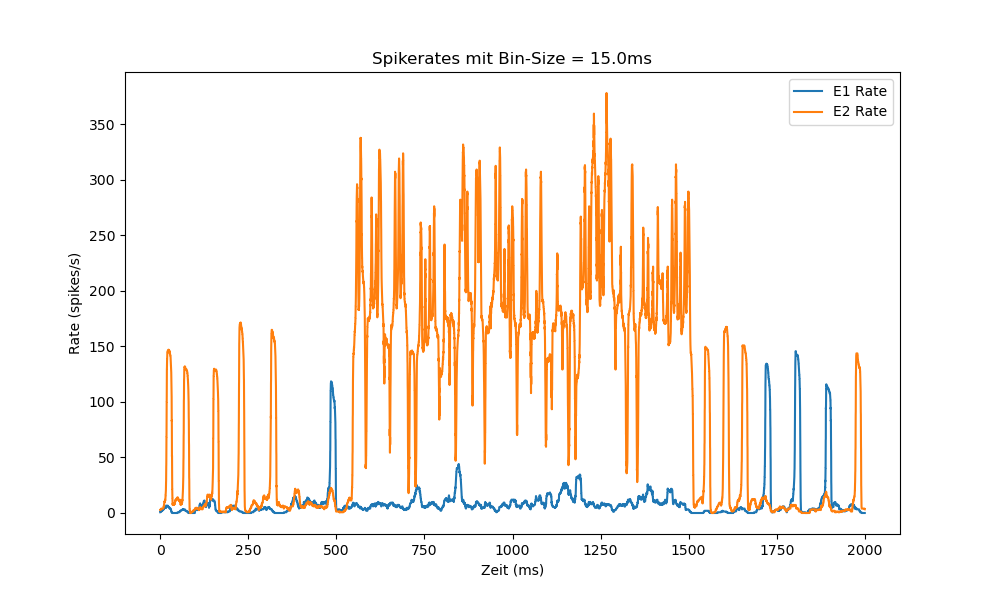 Spikerates mit Bin-Size = 15.0ms
E1 Rate
E2 Rate
350
300
250
200
150
100
50
0
Rate (spikes/s)
0 250 500 750 1000 1250 1500 1750 2000
Zeit (ms)